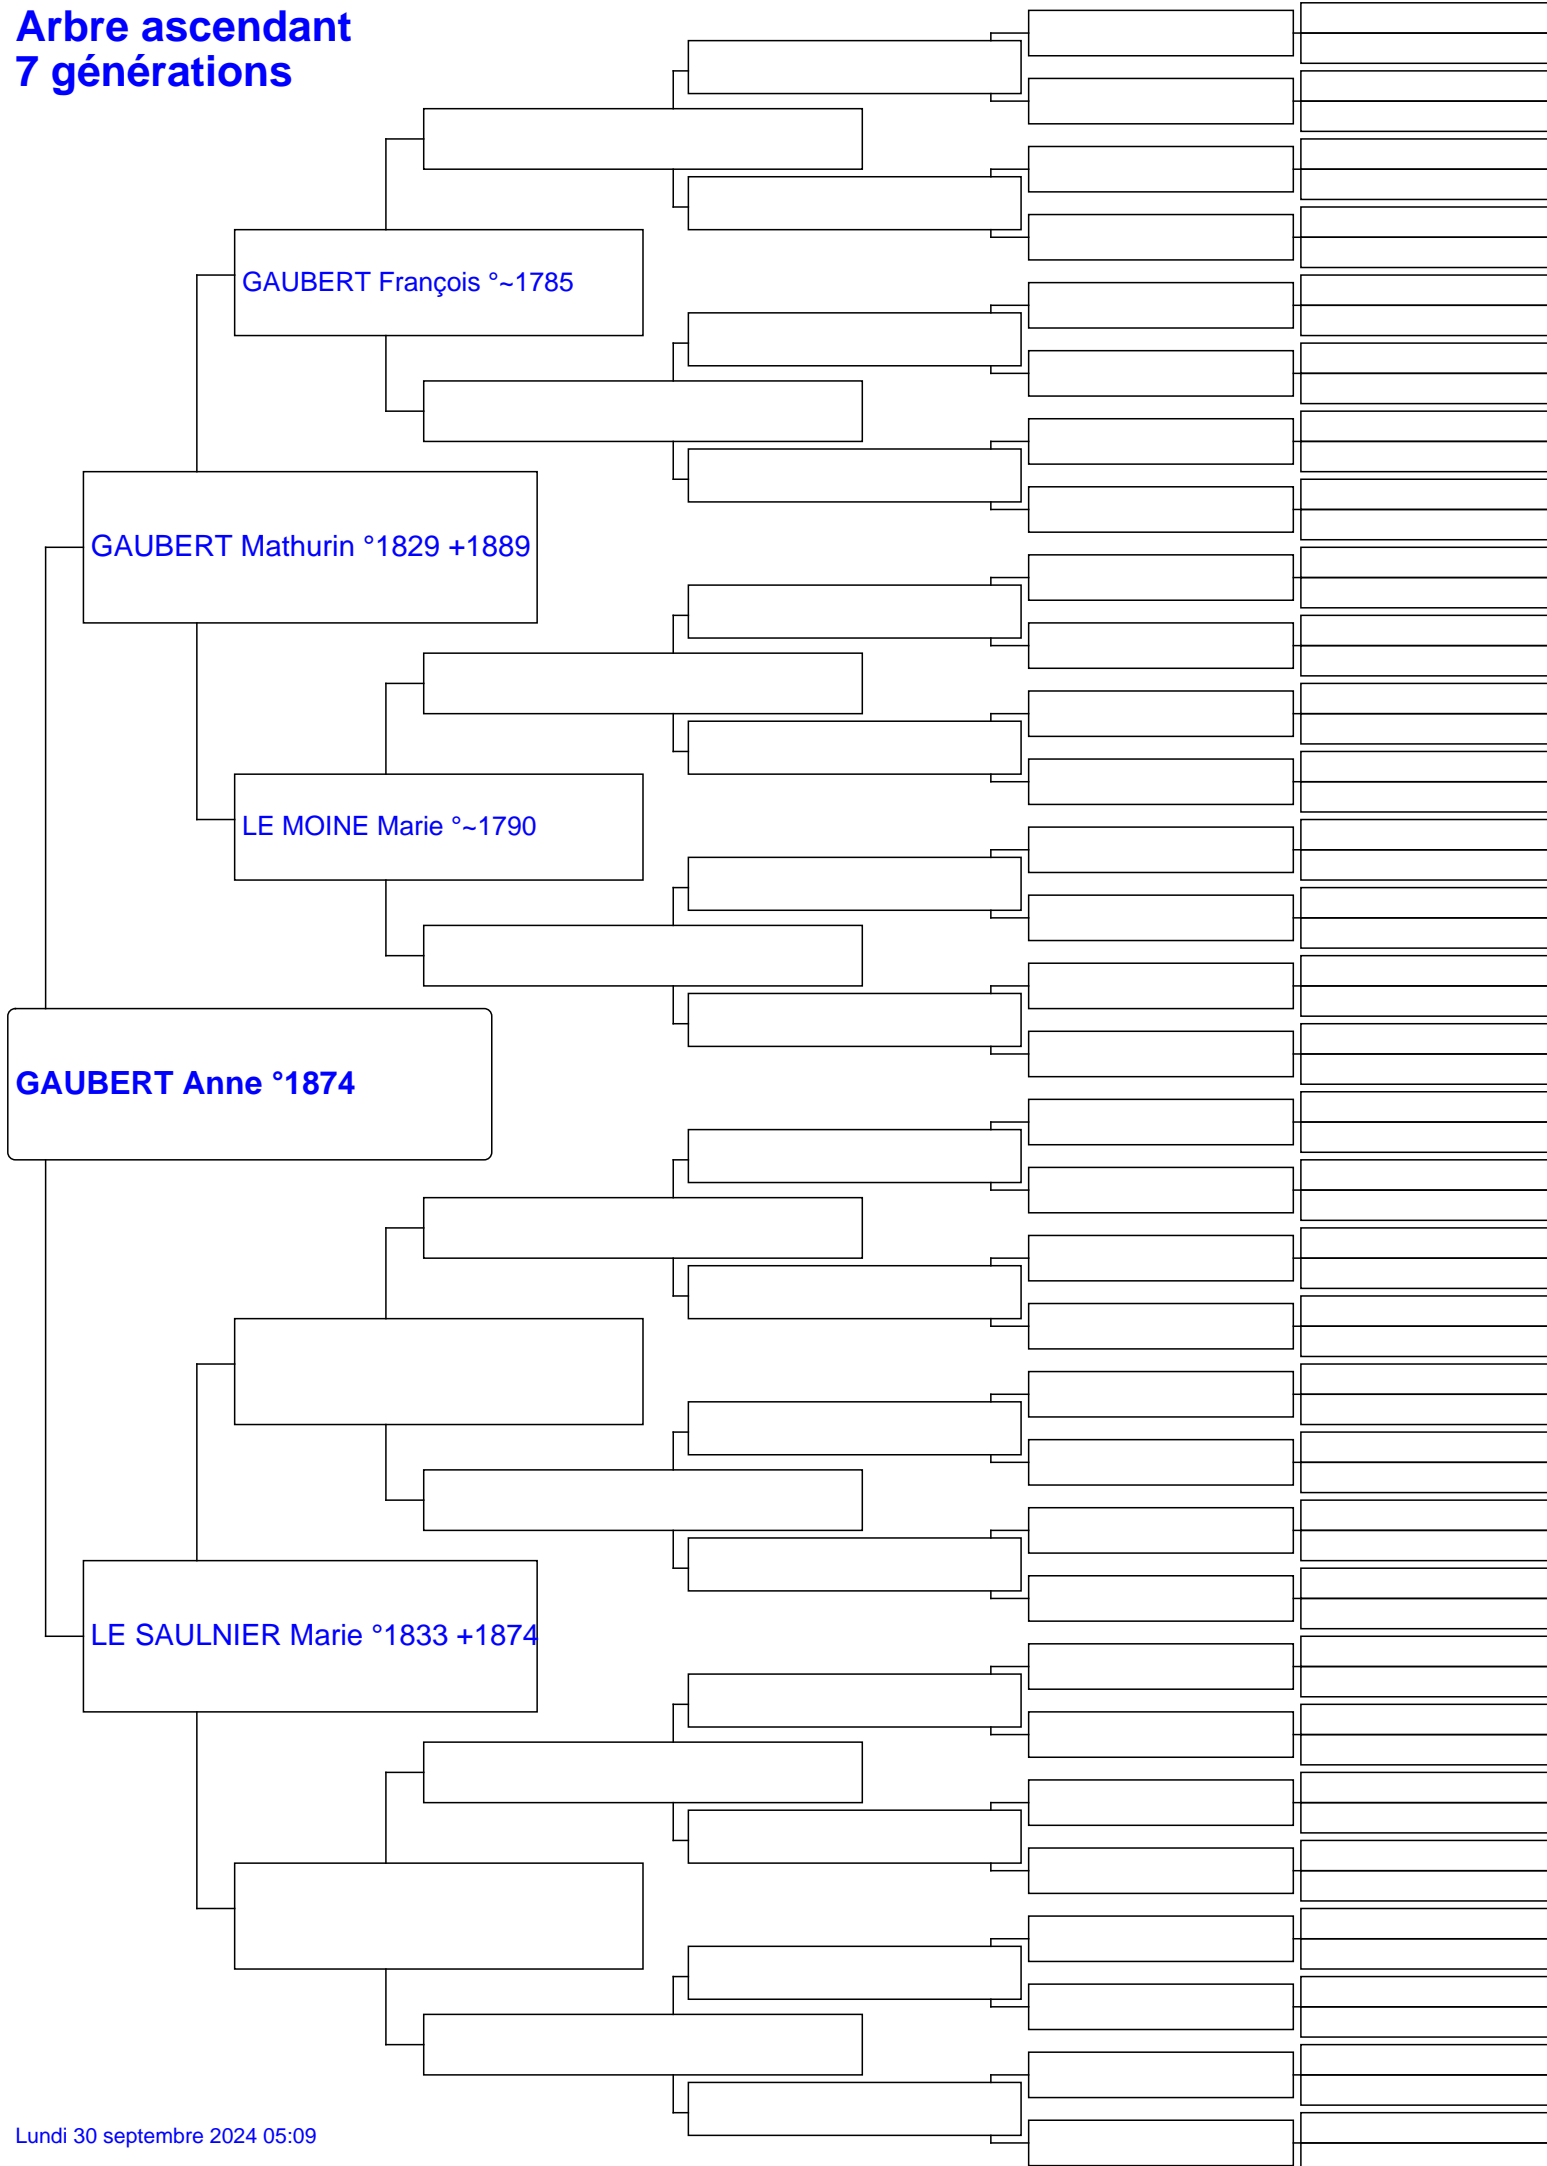 Arbre ascendant
7 générations
GAUBERT François °~1785
GAUBERT Mathurin °1829 +1889
LE MOINE Marie °~1790
GAUBERT Anne °1874
LE SAULNIER Marie °1833 +1874
Lundi 30 septembre 2024 05:09